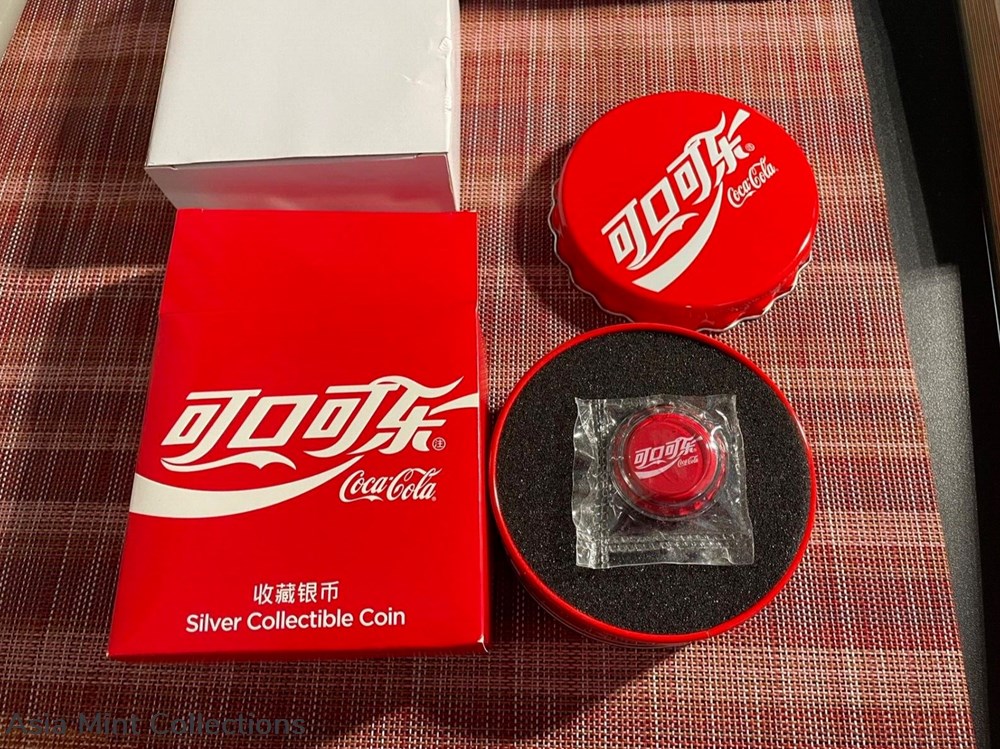 可口可乐®
Coca-Cola
可口可乐㊟
Coca-Cola®
收藏银币
Silver Collectible Coin
可口可乐
Coca-Cola
Asia Mint Collections